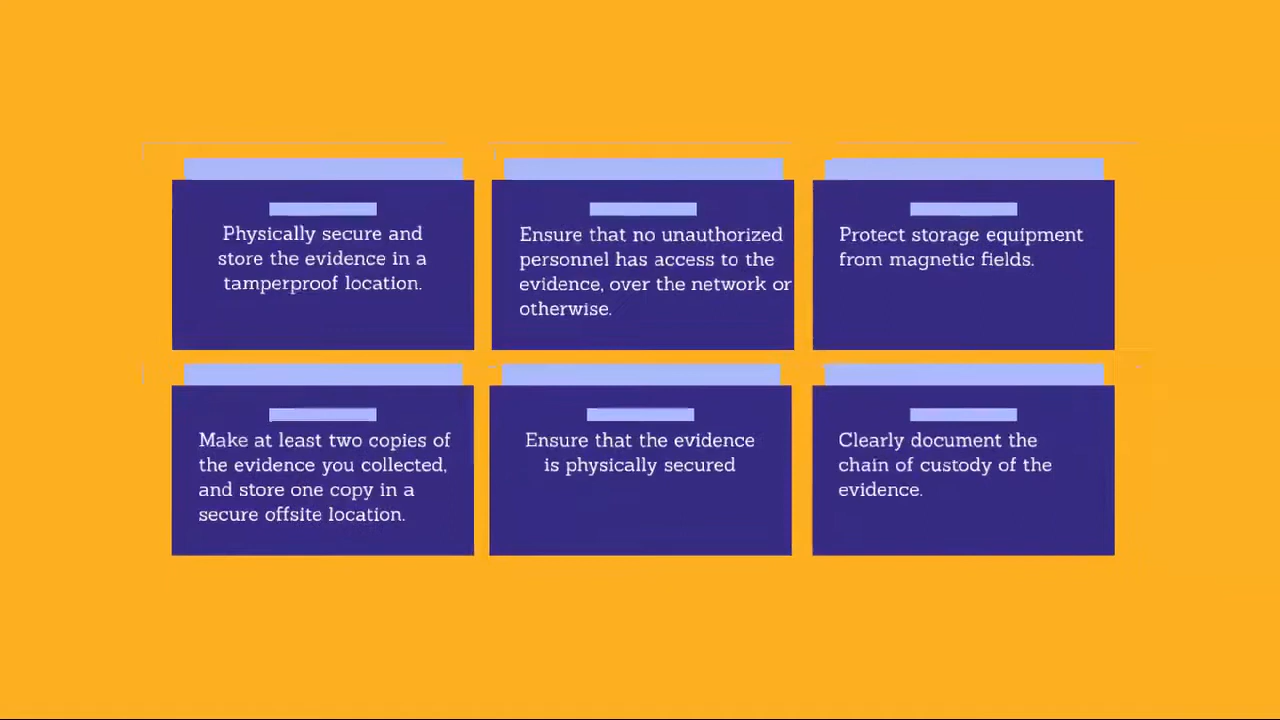 Physically secure and
store the evidence in a
tamperproof location.
Ensure that no unauthorized
personnel has access to the
evidence, over the network or
otherwise.
Protect storage equipment
from magnetic fields.
Make at least two copies of
the evidence you collected,
and store one copy in a
secure offsite location.
Ensure that the evidence
is physically secured
Clearly document the
chain of custody of the
evidence.